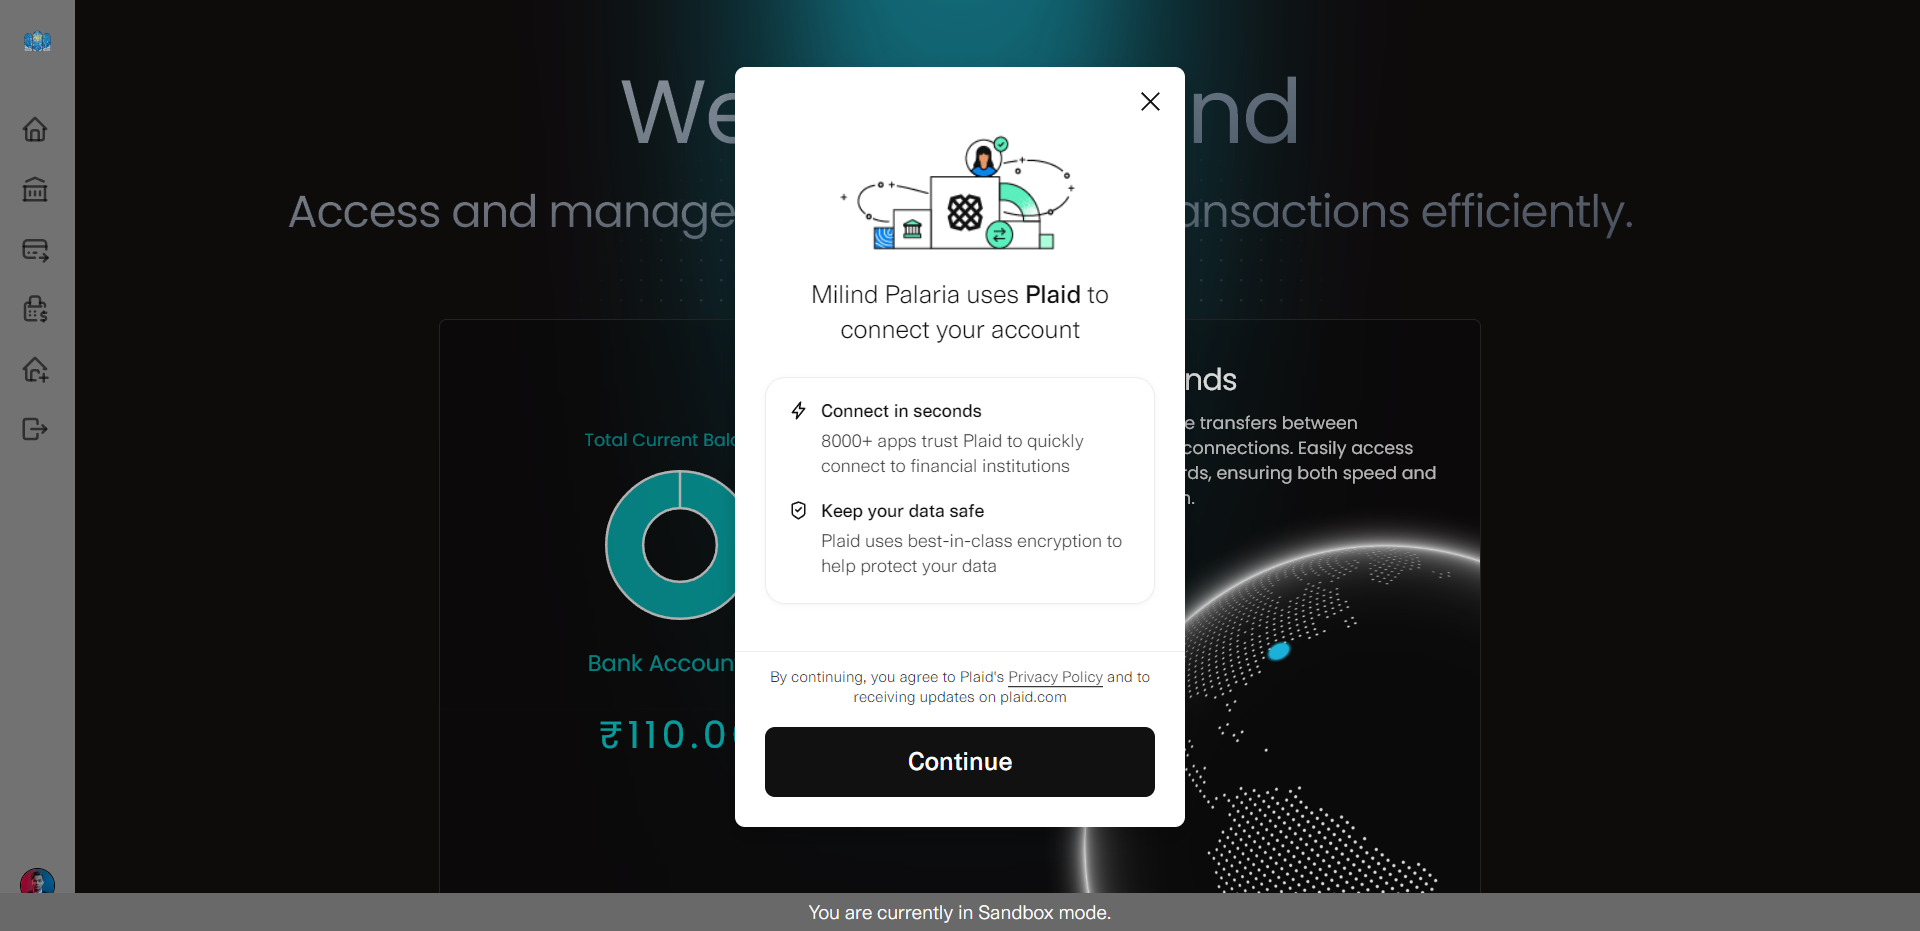 We
nd
Access and manage
ansactions efficiently.
Milind Palaria uses Plaid to
connect your account
Connect in seconds
8000+ apps trust Plaid to quickly
connect to financial institutions
Keep your data safe
Plaid uses best-in-class encryption to
help protect your data
By continuing, you agree to Plaid's Privacy Policy and to
receiving updates on plaid.com
Continue
Total Current Bala
Bank Accoun
₹110.0
nds
e transfers between
connections. Easily access
rds, ensuring both speed and
n.
You are currently in Sandbox mode.